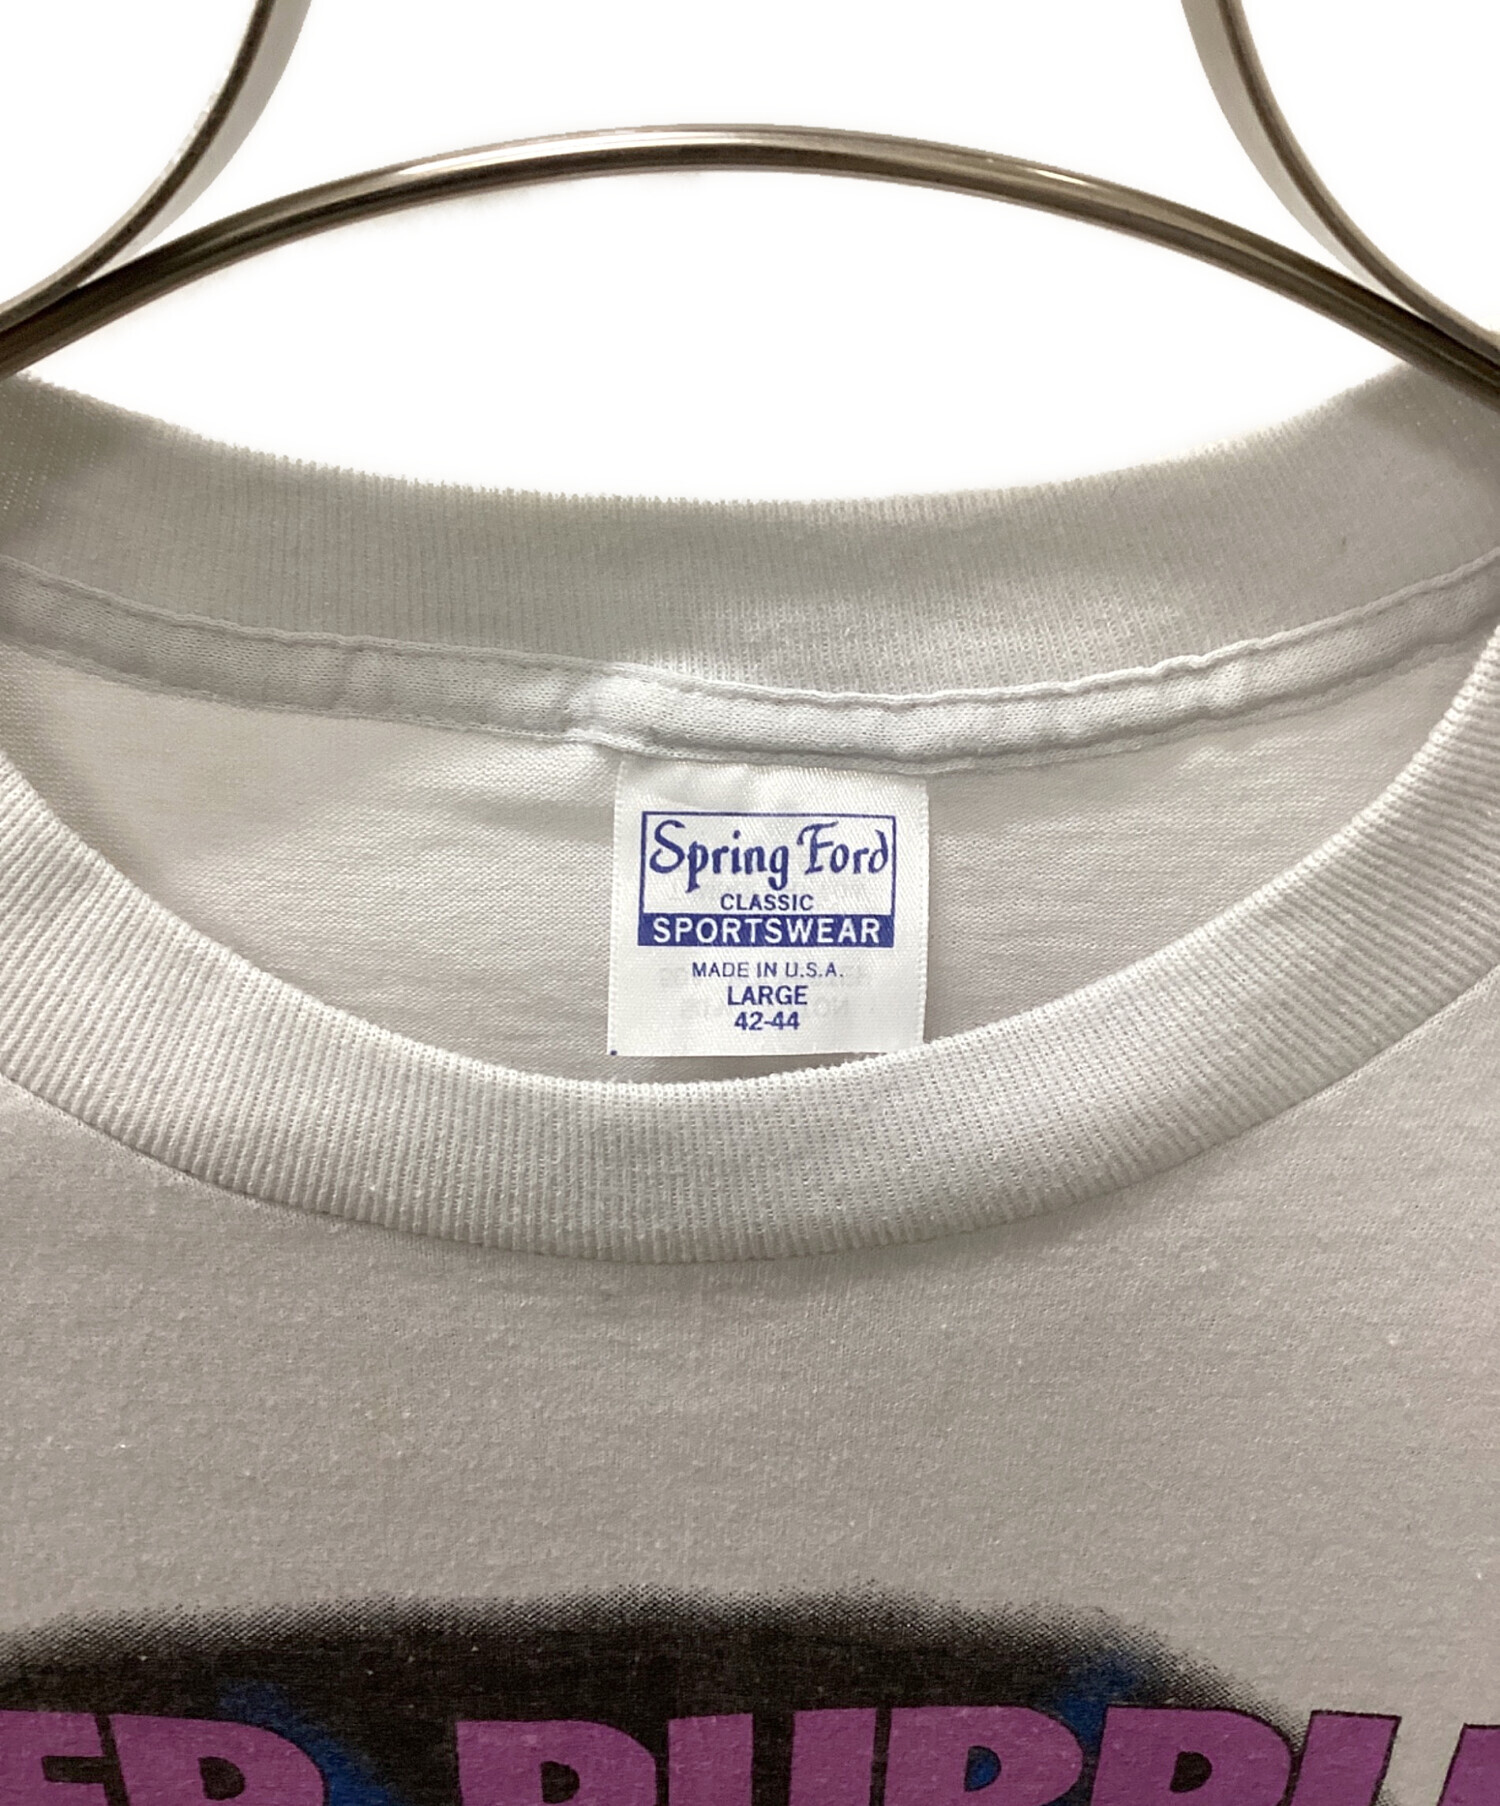 Spring Ford
CLASSIC
SPORTSWEAR
MADE IN U.S.A.
LARGE
42-44